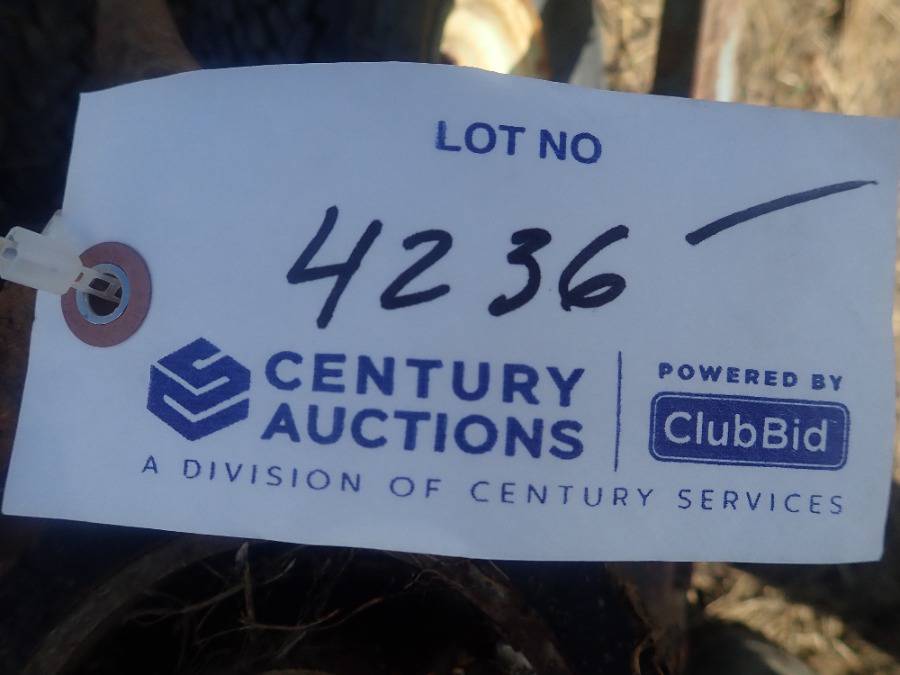 LOT NO
4236 —
CENTURY
AUCTIONS
POWERED BY
ClubBid
A DIVISION OF CENTURY SERVICES